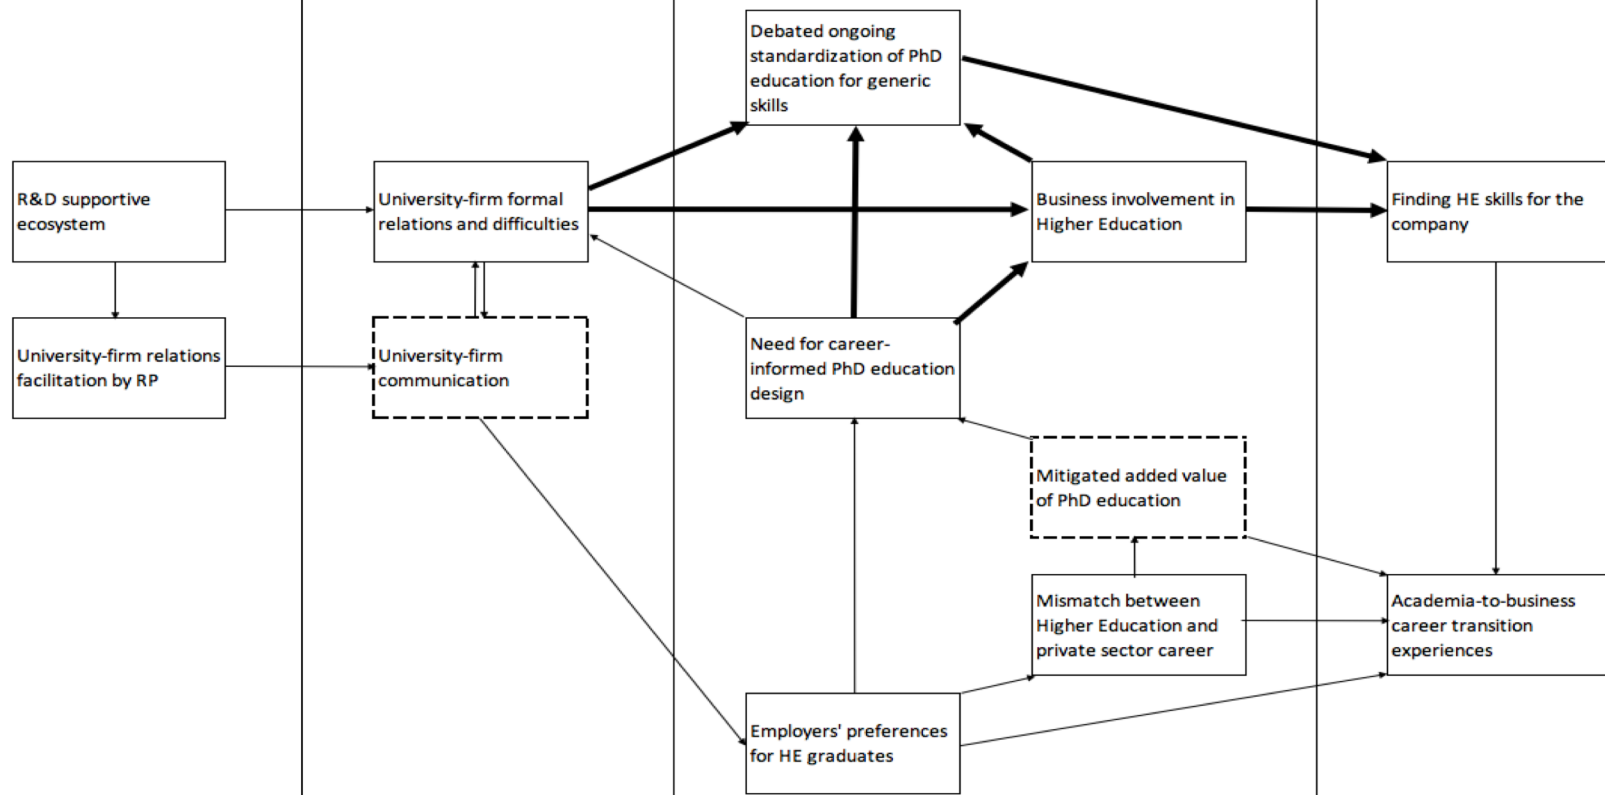 Debated ongoing
standardization of PhD
education for generic
skills
R&D supportive
ecosystem
University-firm formal
relations and difficulties
Business involvement in
Higher Education
Finding HE skills for the
company
University-firm relations
facilitation by RP
University-firm
communication
Need for career-
informed PhD education
design
Mitigated added value
of PhD education
Mismatch between
Higher Education and
private sector career
Academia-to-business
career transition
experiences
Employers' preferences
for HE graduates